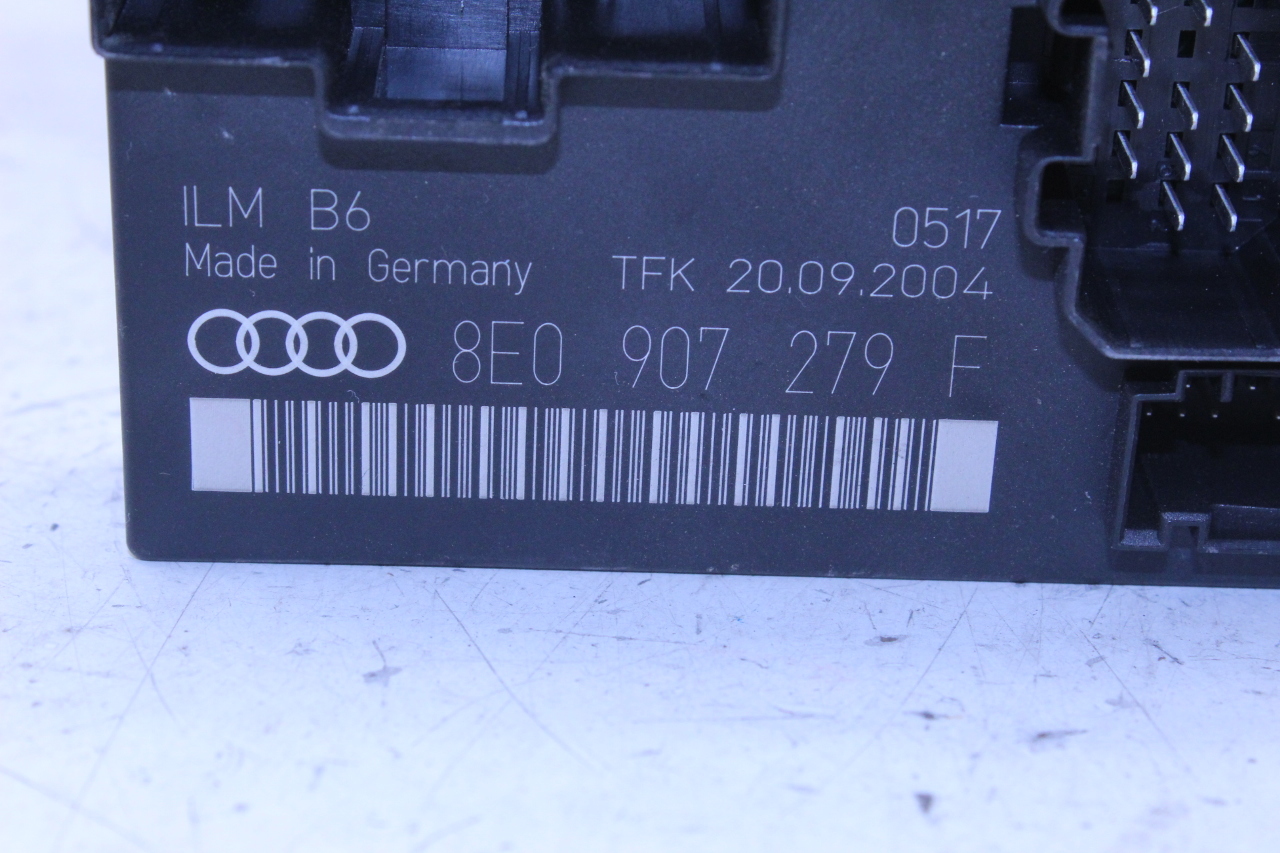 ILM B6
0517
Made in Germany TFK 20.09.2004
8E0 907 279 F